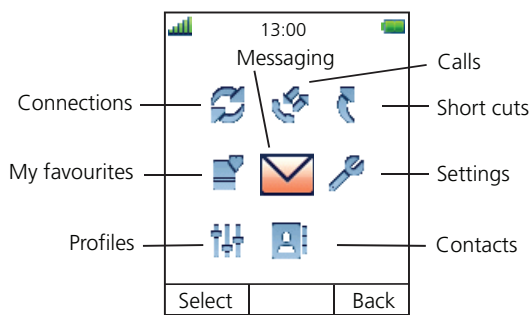 13:00
Messaging
Calls
Connections
Short cuts
My favourites
Settings
Profiles
Contacts
Select
Back